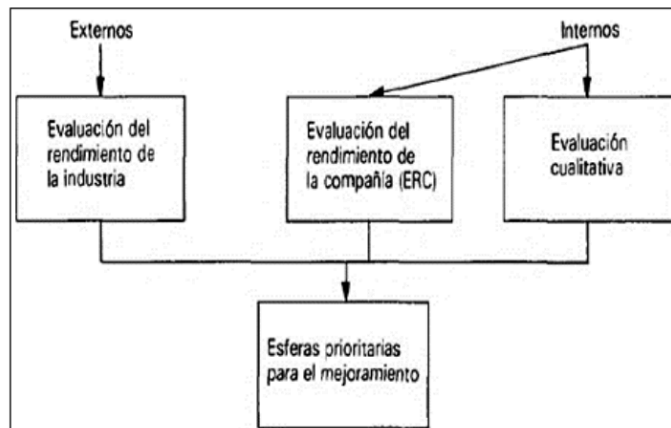 Externos
Internos
Evaluación del
rendimiento de
la industria
Evaluación del
rendimiento de
la compañía (ERC)
Evaluación
cualitativa
Esferas prioritarias
para el mejoramiento